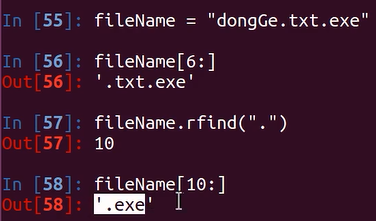 In [55]: fileName = "dongGe.txt.exe"
In [56]: fileName[6:]
Out[56]: '.txt.exe'
In [57]: fileName.rfind(".")
Out[57]: 10
In [58]: fileName[10:]
Out[58]: '.exe'